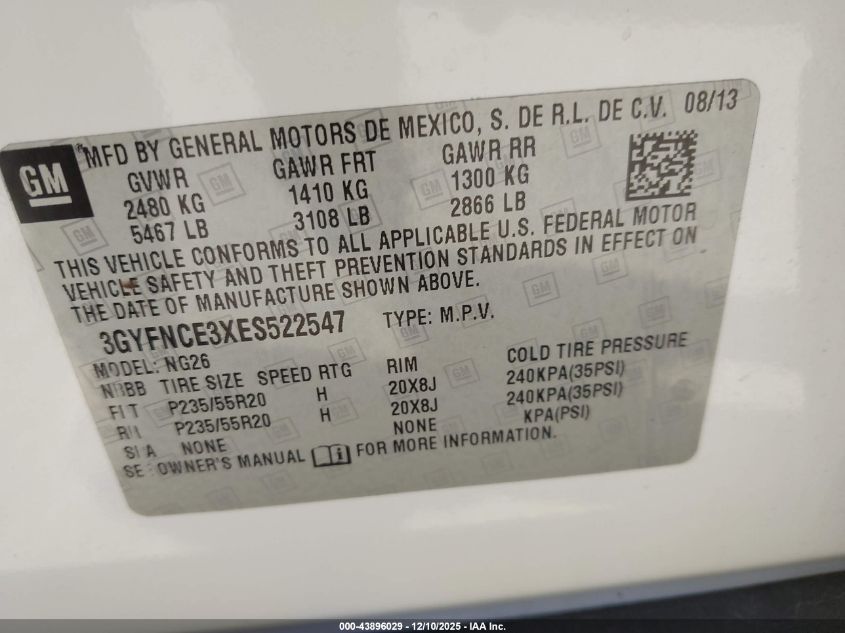 GM
MFD BY GENERAL MOTORS DE MEXICO, S. DE R.L. DE C.V. 08/13
GVWR GAWR FRT GAWR RR
2480 KG 1410 KG 1300 KG
5467 LB 3108 LB 2866 LB
THIS VEHICLE CONFORMS TO ALL APPLICABLE U.S. FEDERAL MOTOR
VEHICLE SAFETY AND THEFT PREVENTION STANDARDS IN EFFECT ON
THE DATE OF MANUFACTURE SHOWN ABOVE.
3GYFNCE3XES522547 TYPE: M.P.V.
MODEL: NG26
TIRE SIZE SPEED RTG RIM COLD TIRE PRESSURE
P235/55R20 H 20X8J 240KPA(35PSI)
P235/55R20 H 20X8J 240KPA(35PSI)
NONE NONE KPA(PSI)
OWNER'S MANUAL i FOR MORE INFORMATION.
000-43896029 - 12/10/2025 - IAA Inc.